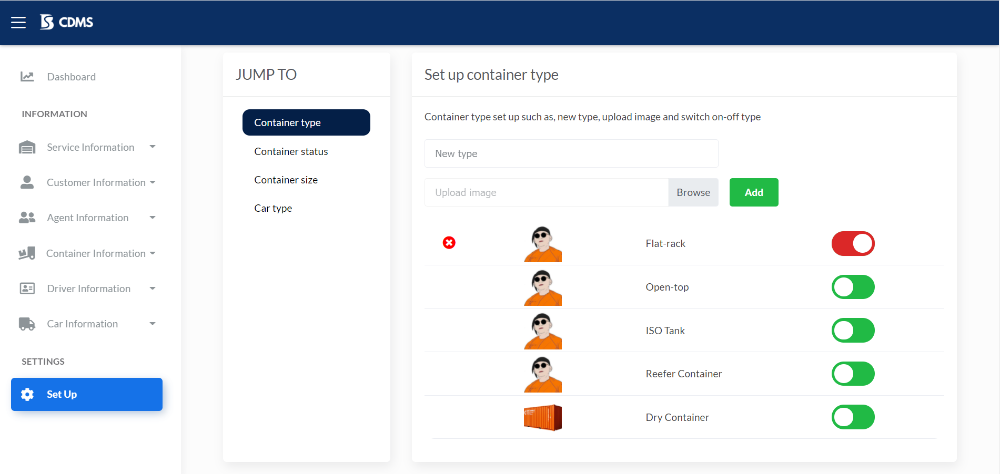 CDMS
Dashboard
INFORMATION
Service Information
Customer Information
Agent Information
Container Information
Driver Information
Car Information
SETTINGS
Set Up
JUMP TO
Container type
Container status
Container size
Car type
Set up container type
Container type set up such as, new type, upload image and switch on-off type
New type
Upload image
Browse
Add
Flat-rack
Open-top
ISO Tank
Reefer Container
Dry Container